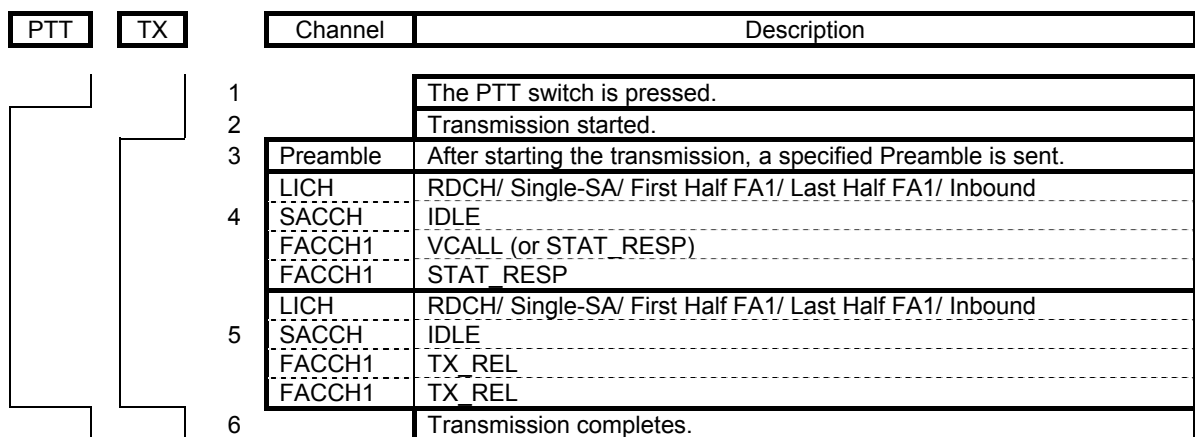 PTT TX Channel Description
1 The PTT switch is pressed.
2 Transmission started.
3 Preamble After starting the transmission, a specified Preamble is sent.
LICH RDCH/ Single-SA/ First Half FA1/ Last Half FA1/ Inbound
4 SACCH IDLE
FACCH1 VCALL (or STAT_RESP)
FACCH1 STAT_RESP
LICH RDCH/ Single-SA/ First Half FA1/ Last Half FA1/ Inbound
5 SACCH IDLE
FACCH1 TX_REL
FACCH1 TX_REL
6 Transmission completes.